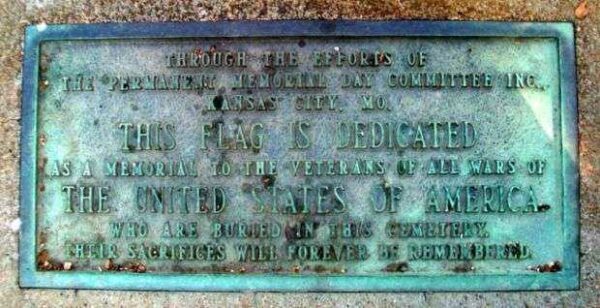 THROUGH THE EFFORTS OF
THE "PERMANENT MEMORIAL DAY COMMITTEE INC.,
KANSAS CITY, MO.
THIS FLAG IS DEDICATED
AS A MEMORIAL TO THE VETERANS OF ALL WARS OF
THE UNITED STATES OF AMERICA
WHO ARE BURIED IN THIS CEMETERY.
THEIR SACRIFICES WILL FOREVER BE REMEMBERED.